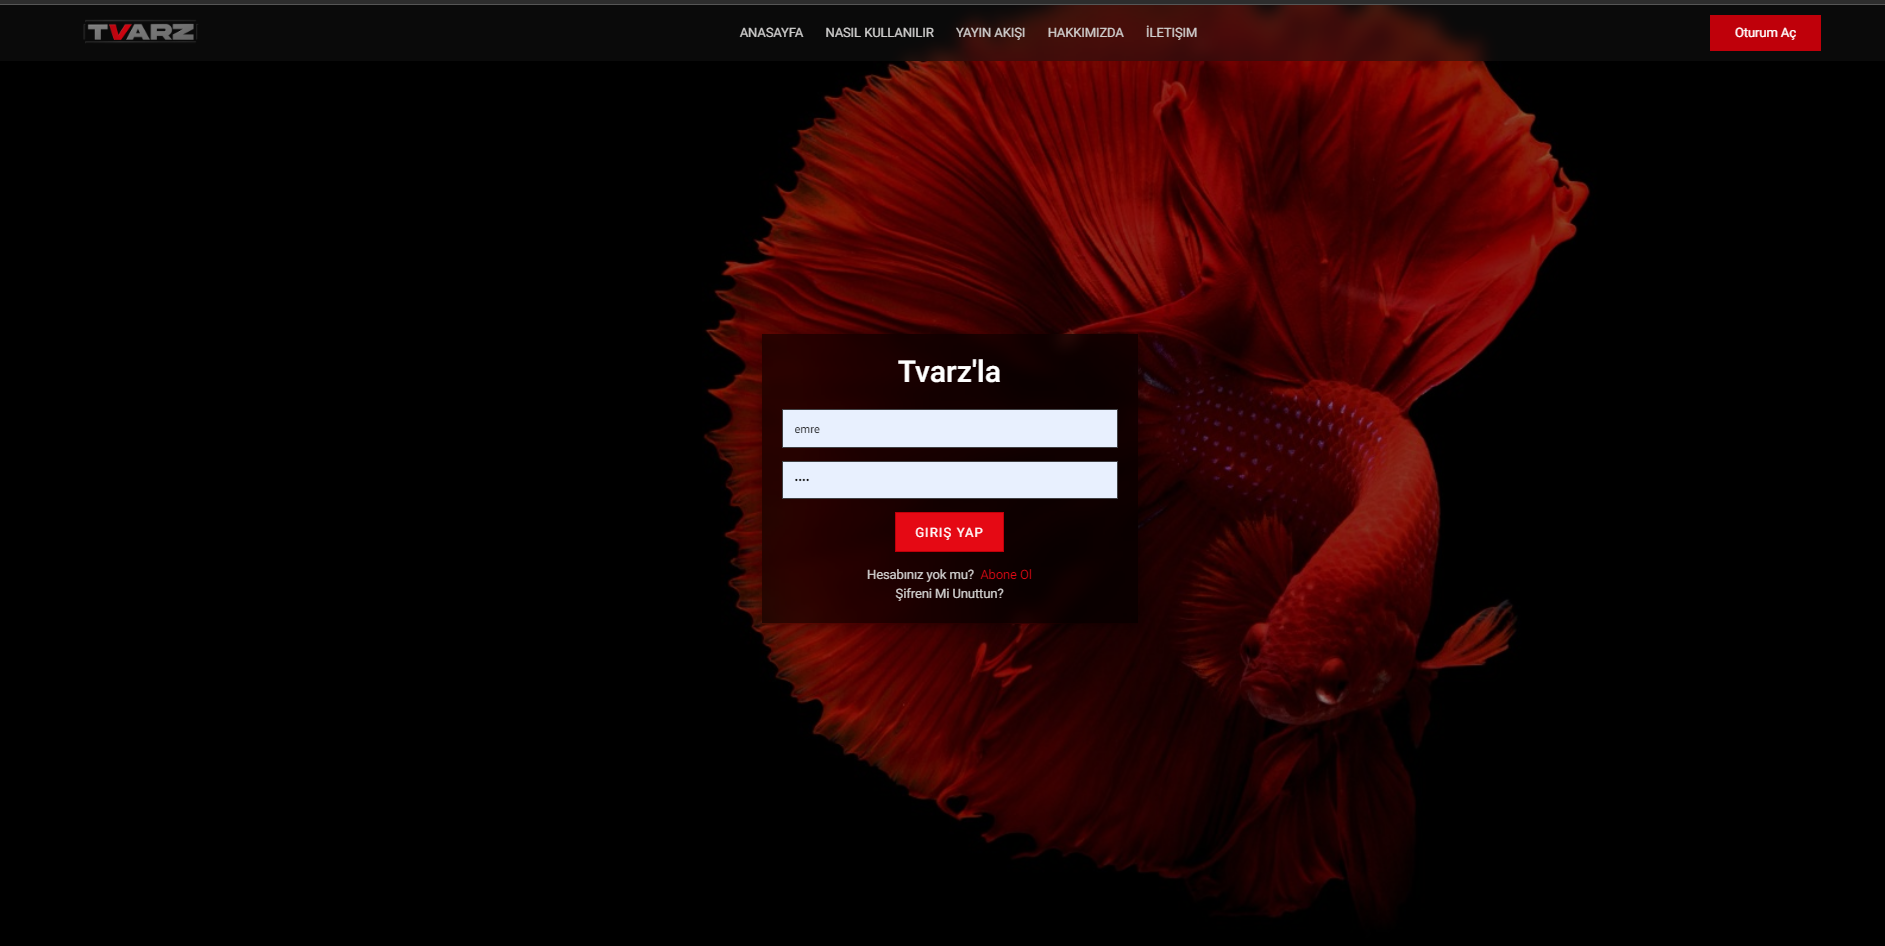 TVARZ
ANASAYFA NASIL KULLANILIR YAYIN AKIŞI HAKKIMIZDA İLETIŞIM
Oturum Aç
Tvarz'la
emre
••••
GIRIŞ YAP
Hesabınız yok mu? Abone Ol
Şifreni Mi Unuttun?